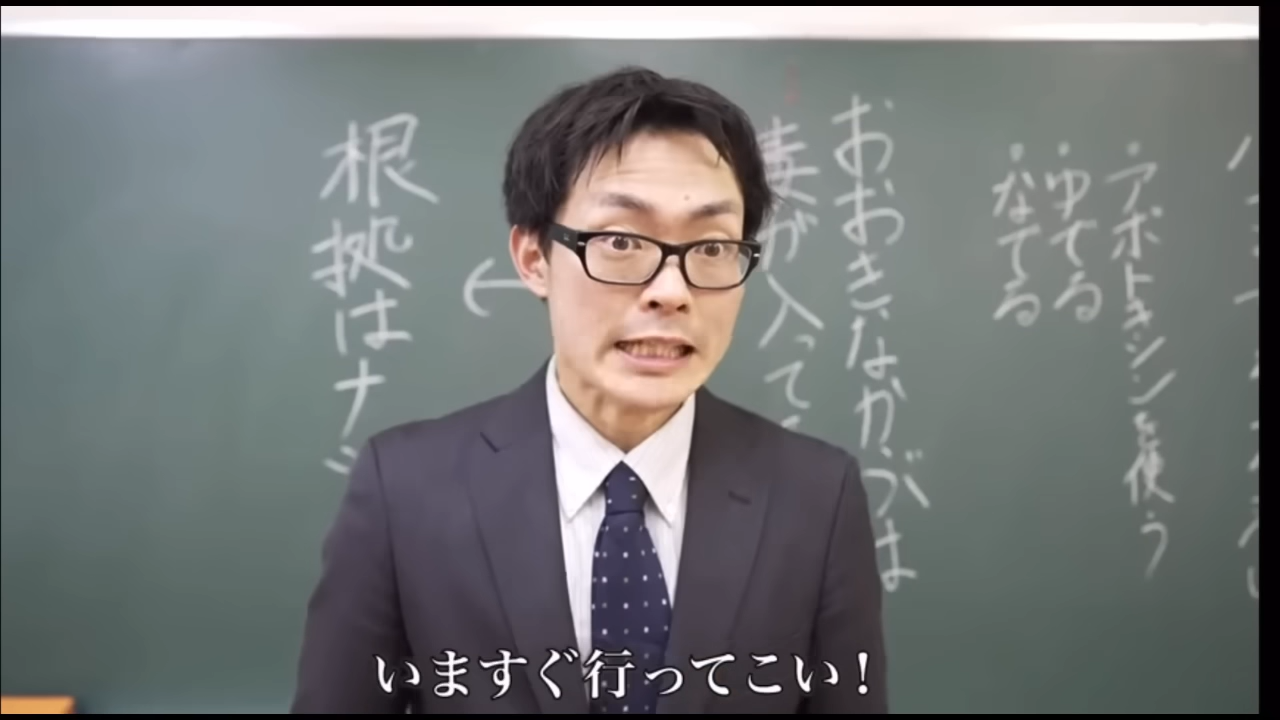 ・アポトキシンを使う
・ゆでる
・なでる
おおきなかぶは
毒が入って
←
根拠はナシ
いますぐ行ってこい！